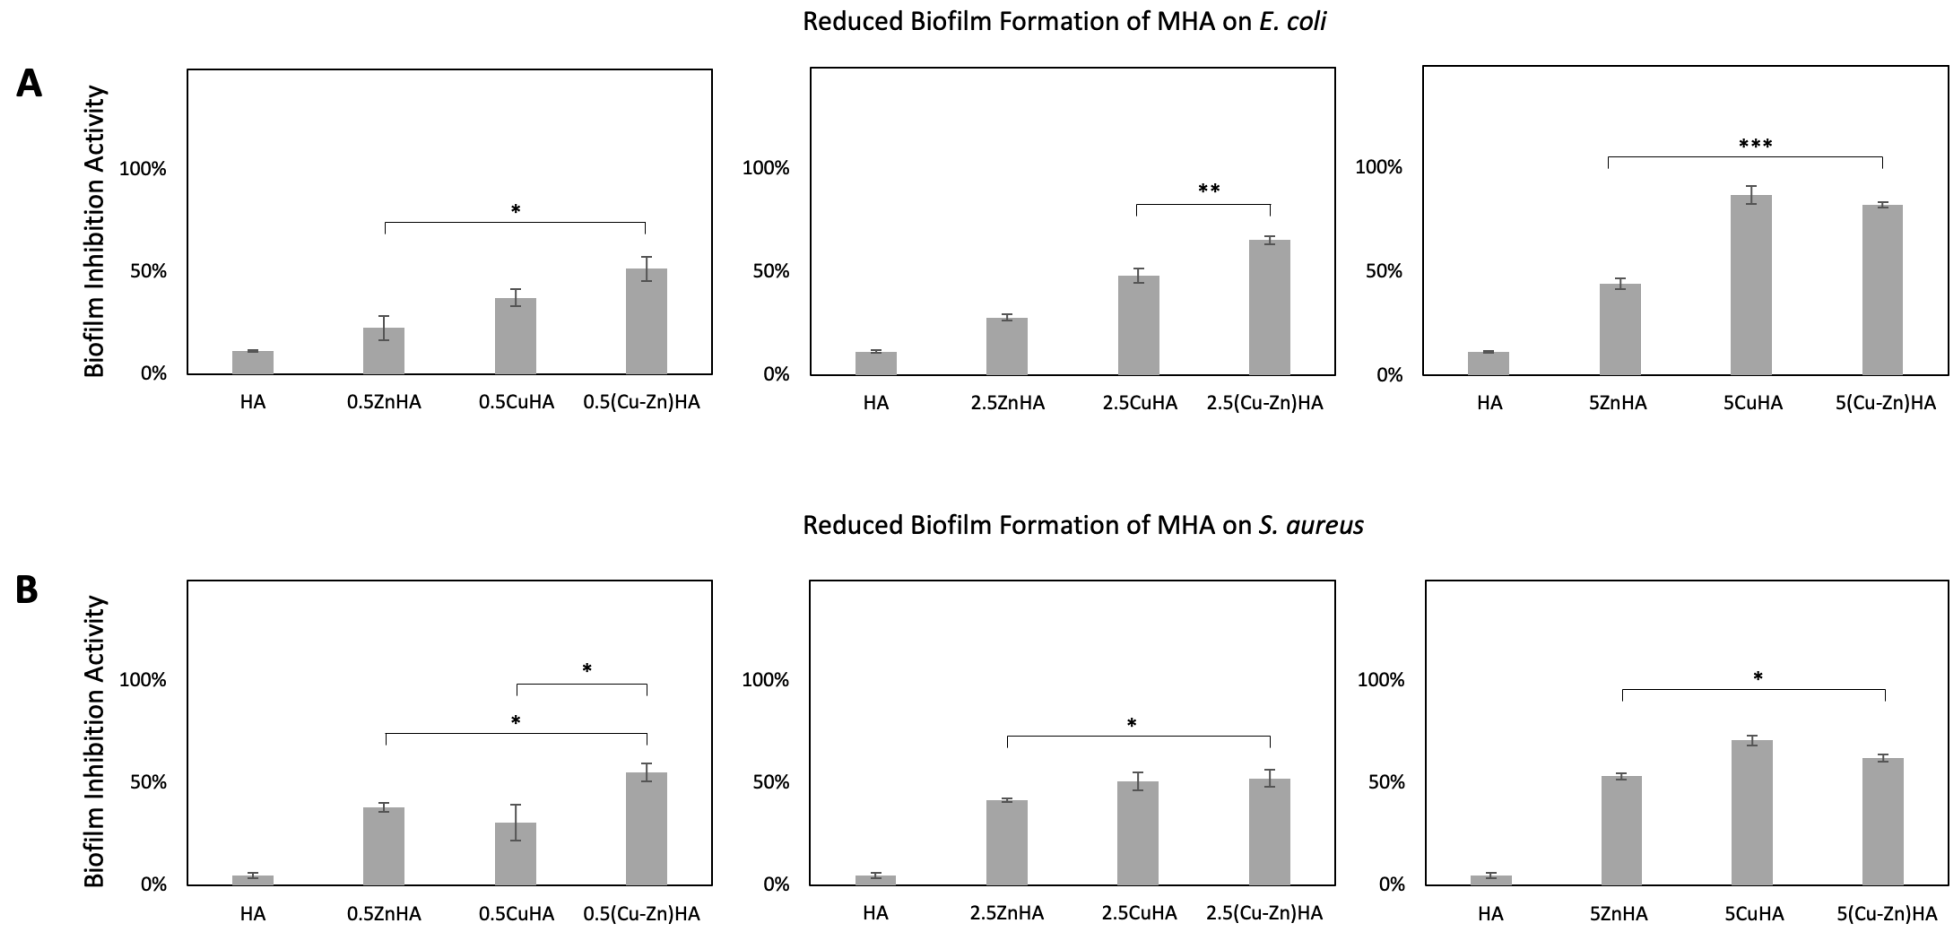 Reduced Biofilm Formation of MHA on E. coli
A
Biofilm Inhibition Activity
100%
50%
0%
*
HA 0.5ZnHA 0.5CuHA 0.5(Cu-Zn)HA
100%
50%
0%
**
HA 2.5ZnHA 2.5CuHA 2.5(Cu-Zn)HA
100%
50%
0%
***
HA 5ZnHA 5CuHA 5(Cu-Zn)HA
Reduced Biofilm Formation of MHA on S. aureus
B
Biofilm Inhibition Activity
100%
50%
0%
*
*
HA 0.5ZnHA 0.5CuHA 0.5(Cu-Zn)HA
100%
50%
0%
*
HA 2.5ZnHA 2.5CuHA 2.5(Cu-Zn)HA
100%
50%
0%
*
HA 5ZnHA 5CuHA 5(Cu-Zn)HA